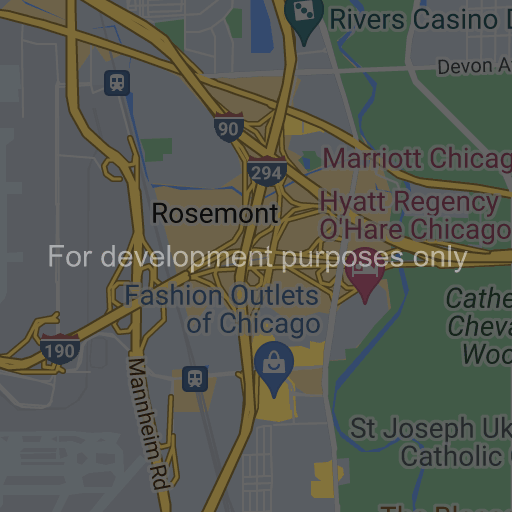 Rivers Casino D
Devon A
90
294
Marriott Chicag
Rosemont
Hyatt Regency
O'Hare Chicago
For development purposes only
Fashion Outlets
of Chicago
Cathe
Cheva
Woo
190
Mannheim Rd
St Joseph Uk
Catholic